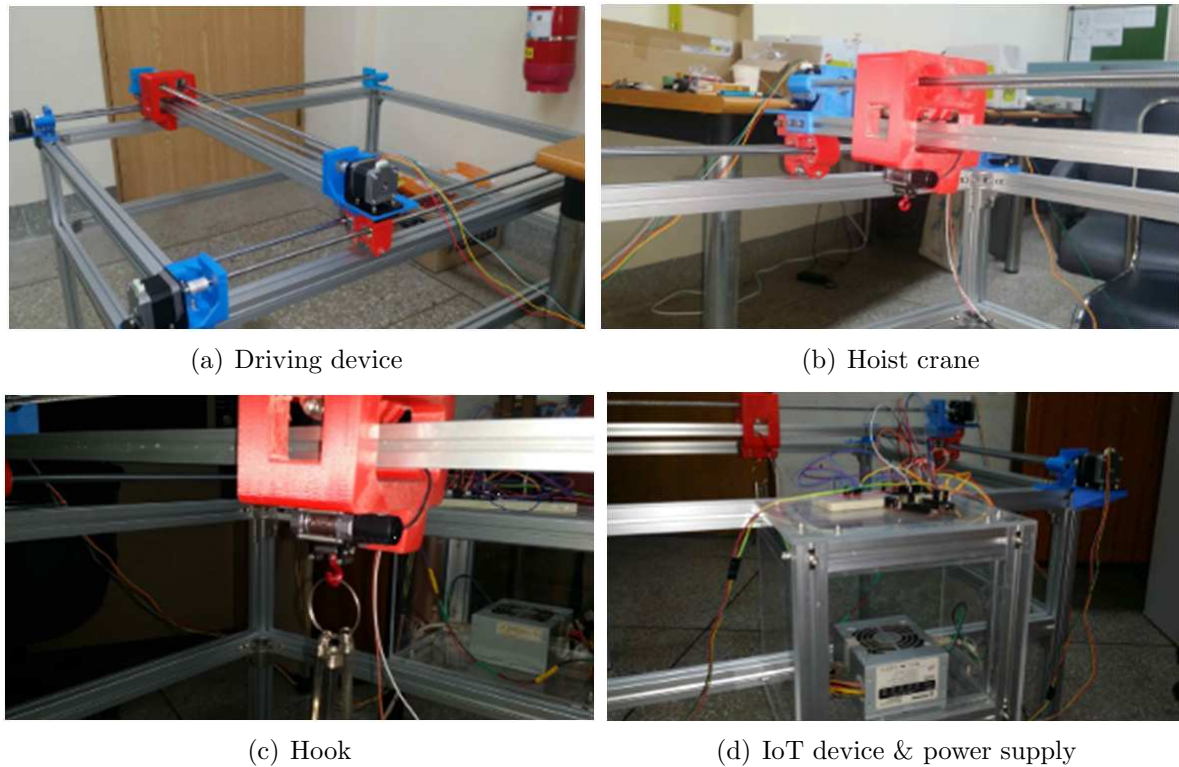 (a) Driving device
(b) Hoist crane
(c) Hook
(d) IoT device & power supply